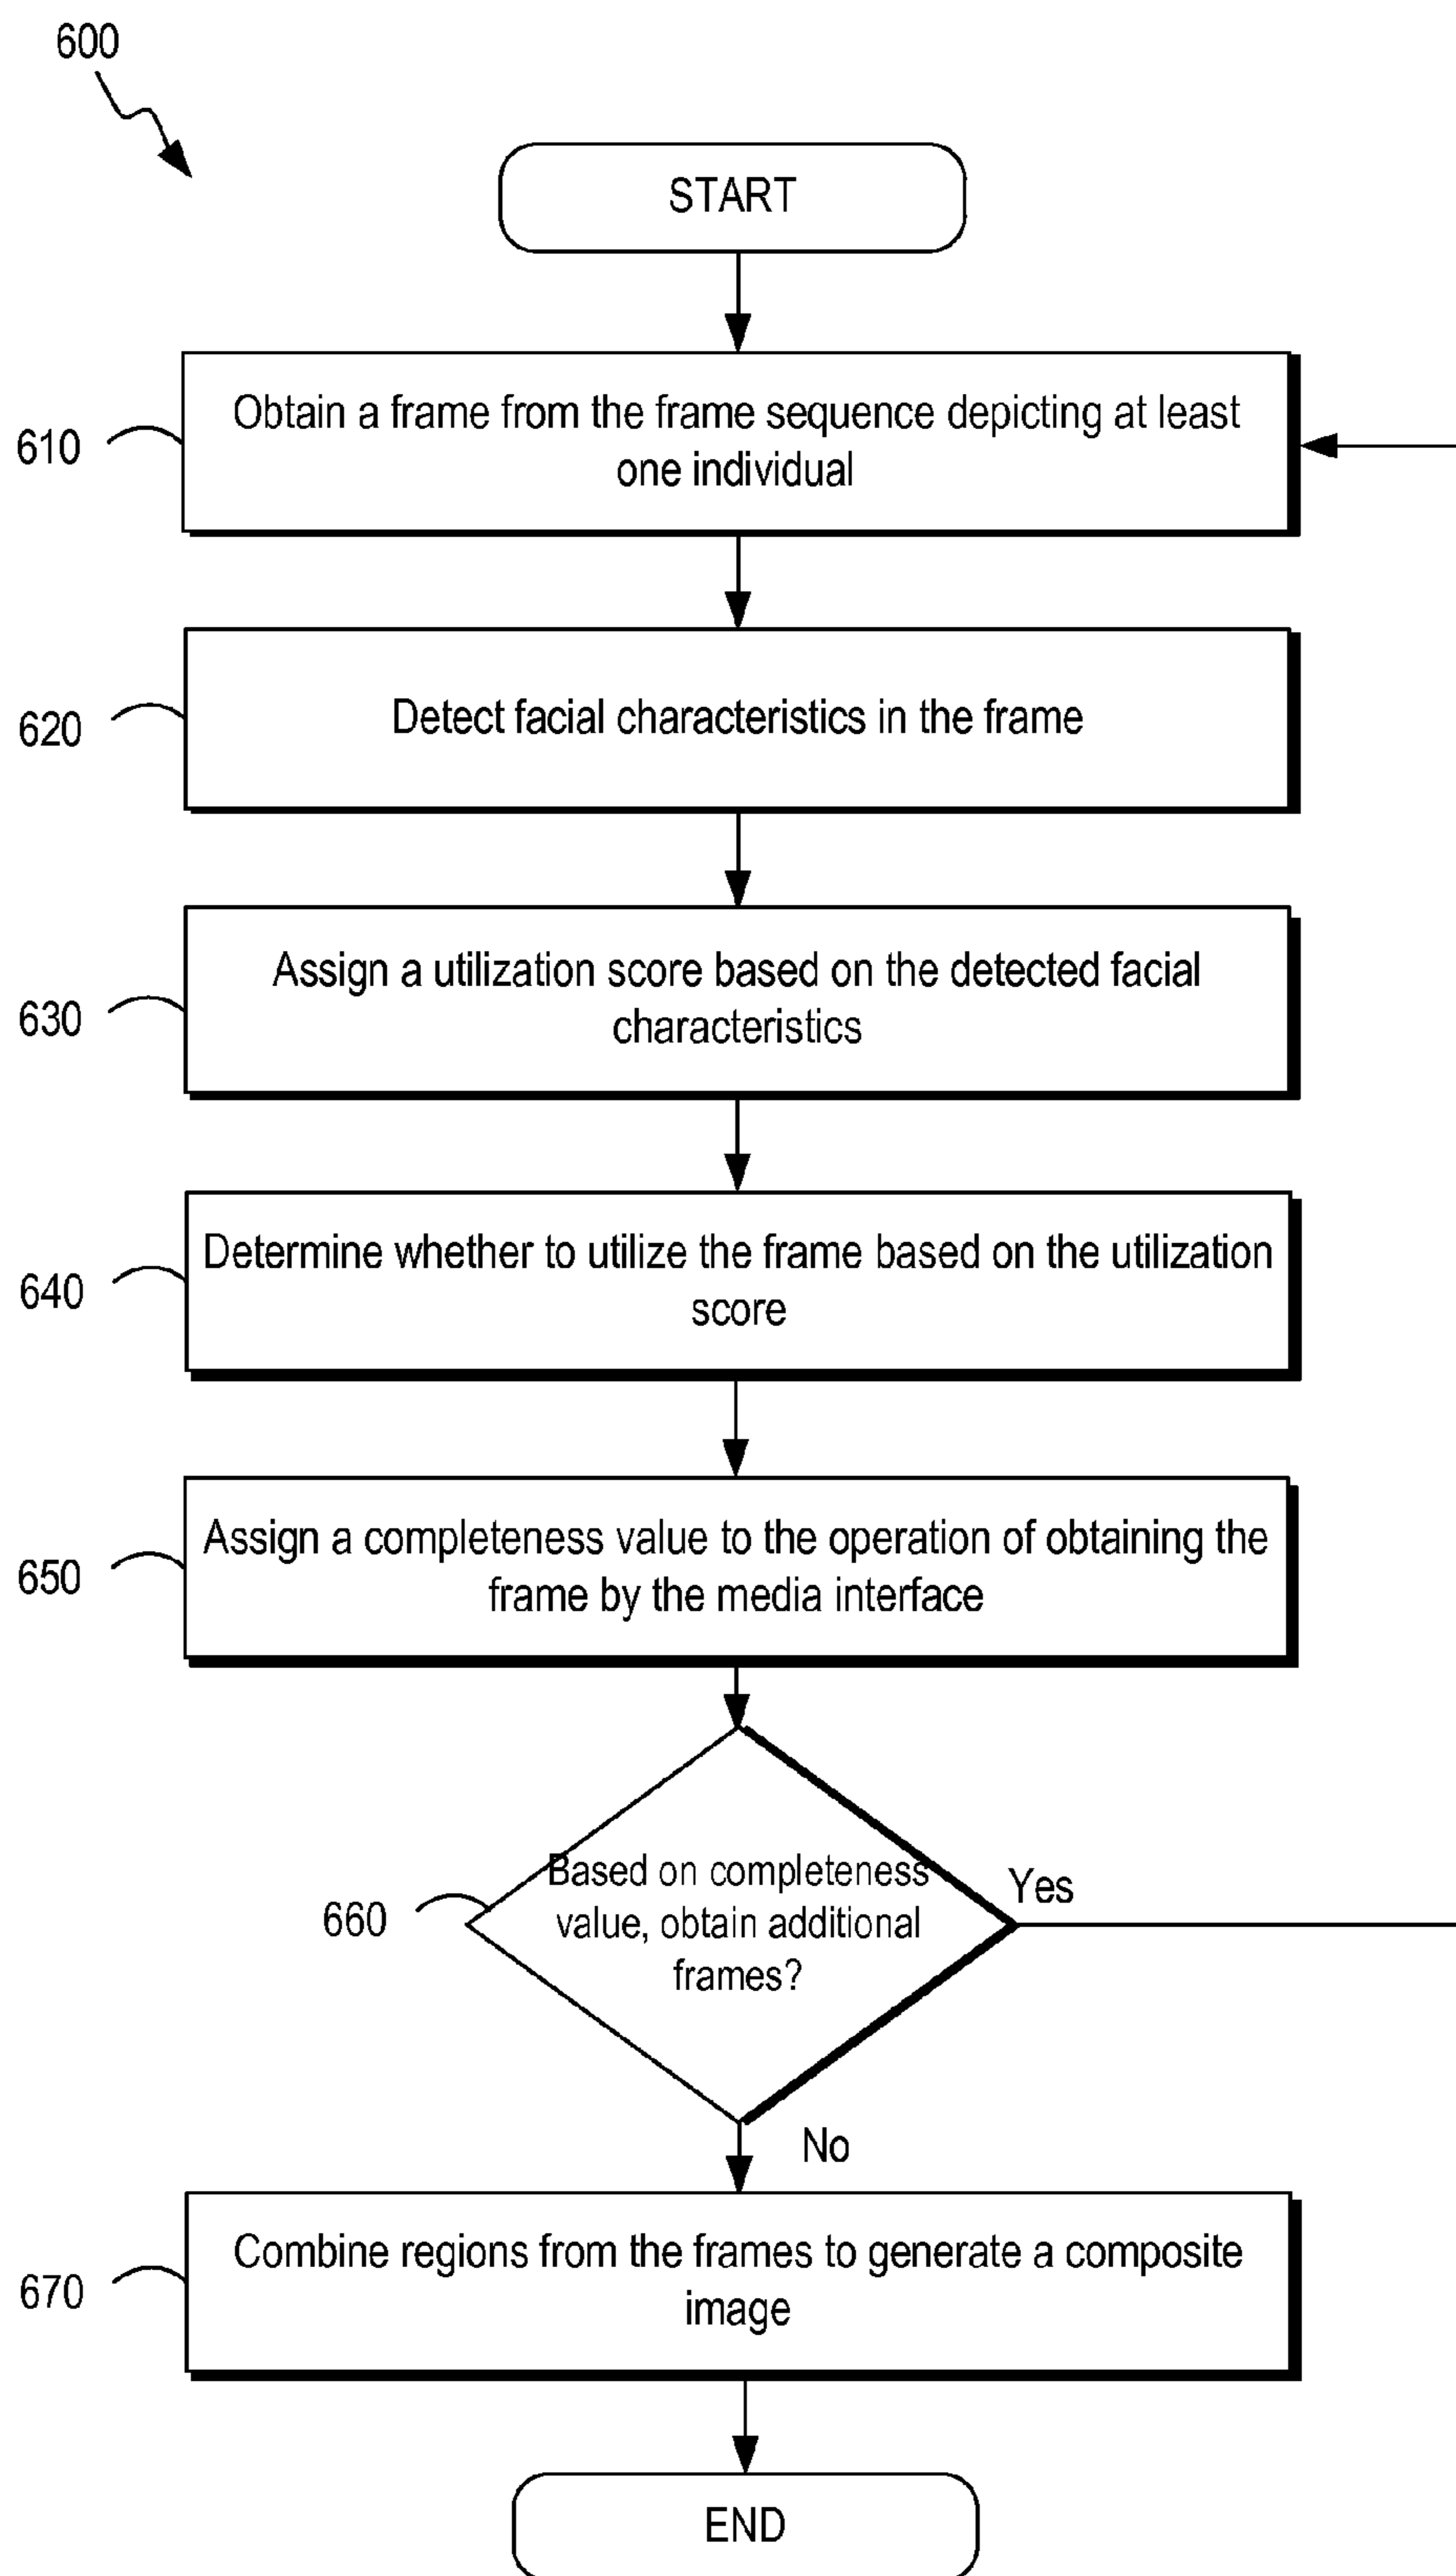 600
START
610
Obtain a frame from the frame sequence depicting at least
one individual
620
Detect facial characteristics in the frame
630
Assign a utilization score based on the detected facial
characteristics
640
Determine whether to utilize the frame based on the utilization
score
650
Assign a completeness value to the operation of obtaining the
frame by the media interface
660
Based on completeness
value, obtain additional
frames?
Yes
No
670
Combine regions from the frames to generate a composite
image
END